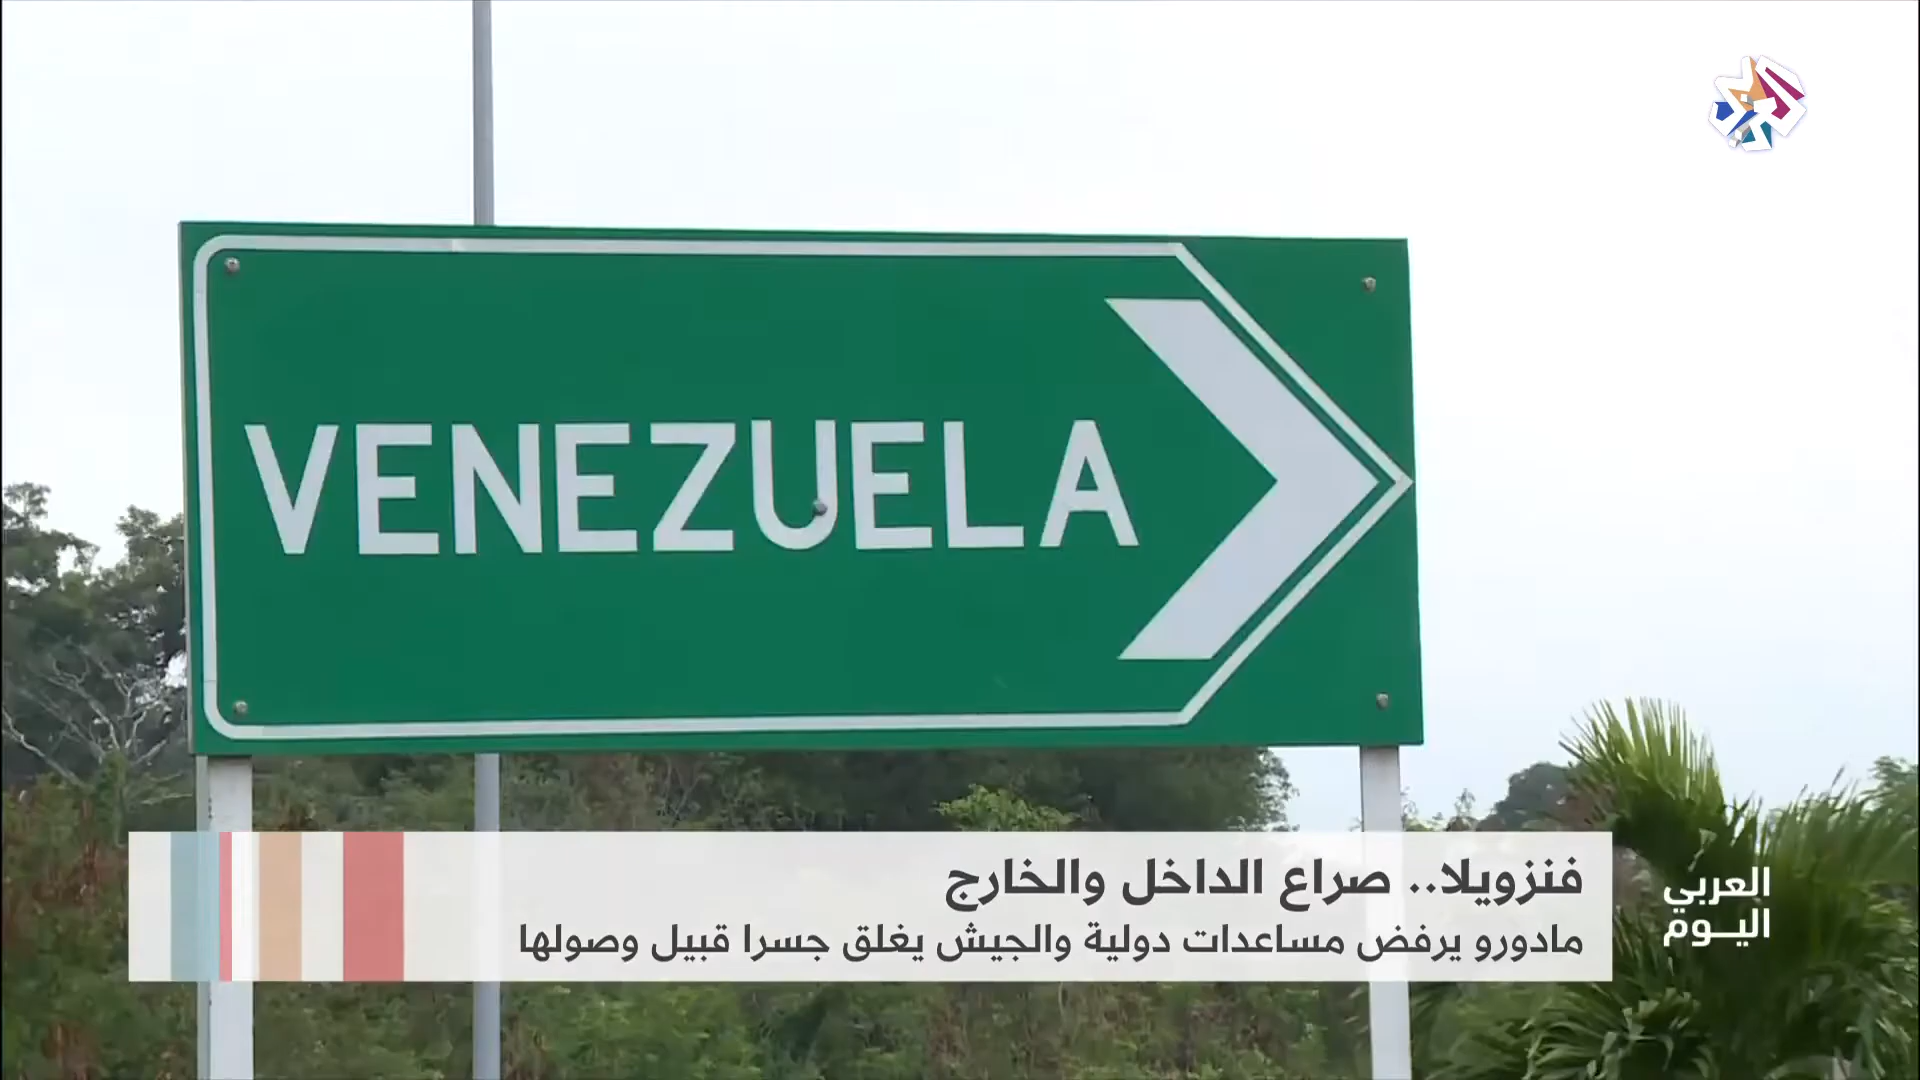 VENEZUELA
فنزويلا.. صراع الداخل والخارج
مادورو يرفض مساعدات دولية والجيش يغلق جسرا قبيل وصولها
العربي
اليوم